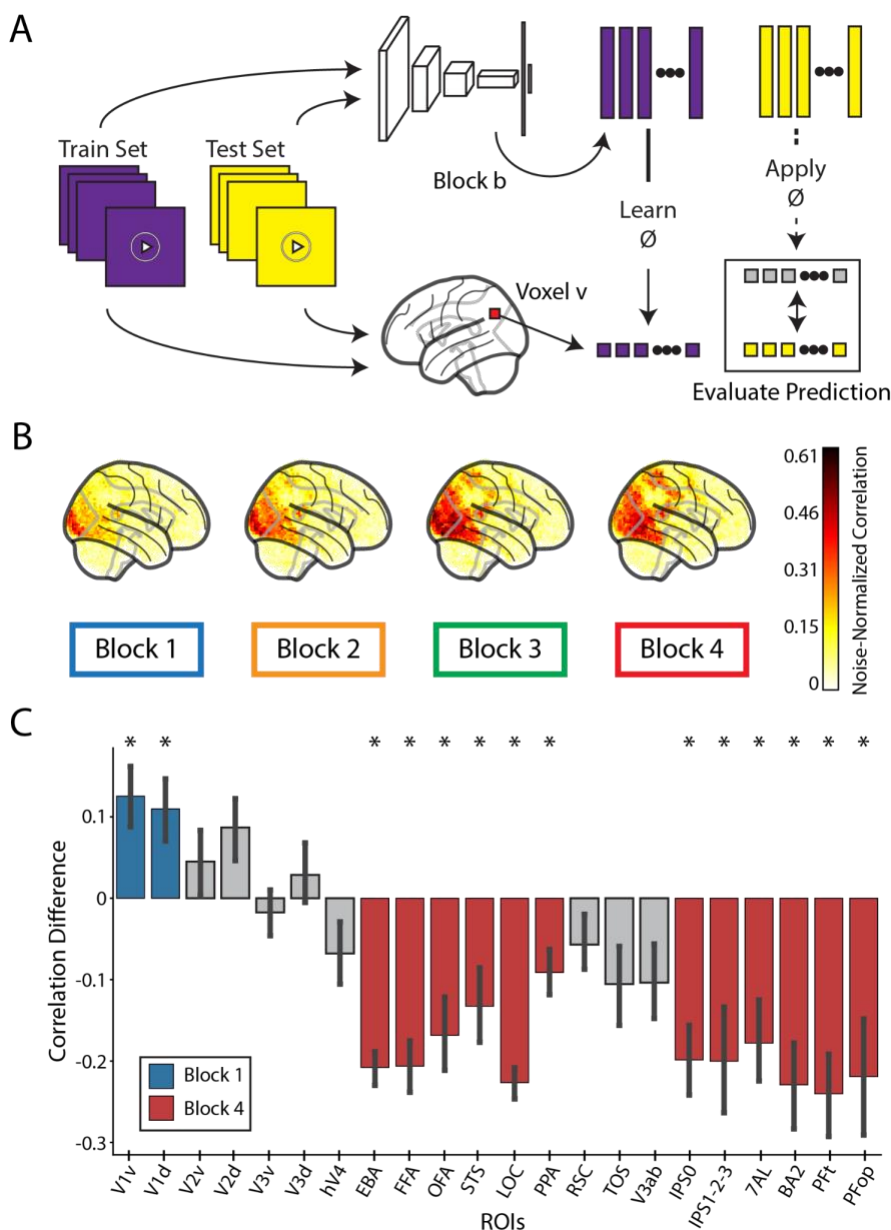 A
Train Set
Test Set
Block b
Learn
Ø
Apply
Ø
Voxel v
Evaluate Prediction
B
Block 1
Block 2
Block 3
Block 4
0.61
0.46
0.31
0.15
0
Noise-Normalized Correlation
C
* * * * * * * * * * * * * *
0.1
0
-0.1
-0.2
-0.3
Correlation Difference
Block 1
Block 4
V1v V1d V2v V2d V3v V3d hV4 EBA FFA OFA STS LOC PPA RSC TOS V3ab IPS0 IPS1-2-3 7AL BA2 PFt PFop
ROIs